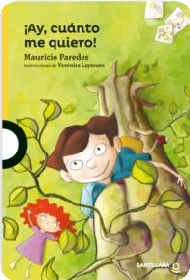 ¡Ay, cuánto
me quiero!
Mauricio Paredes
Ilustraciones de Verónica Laymuns
SANTILLANA